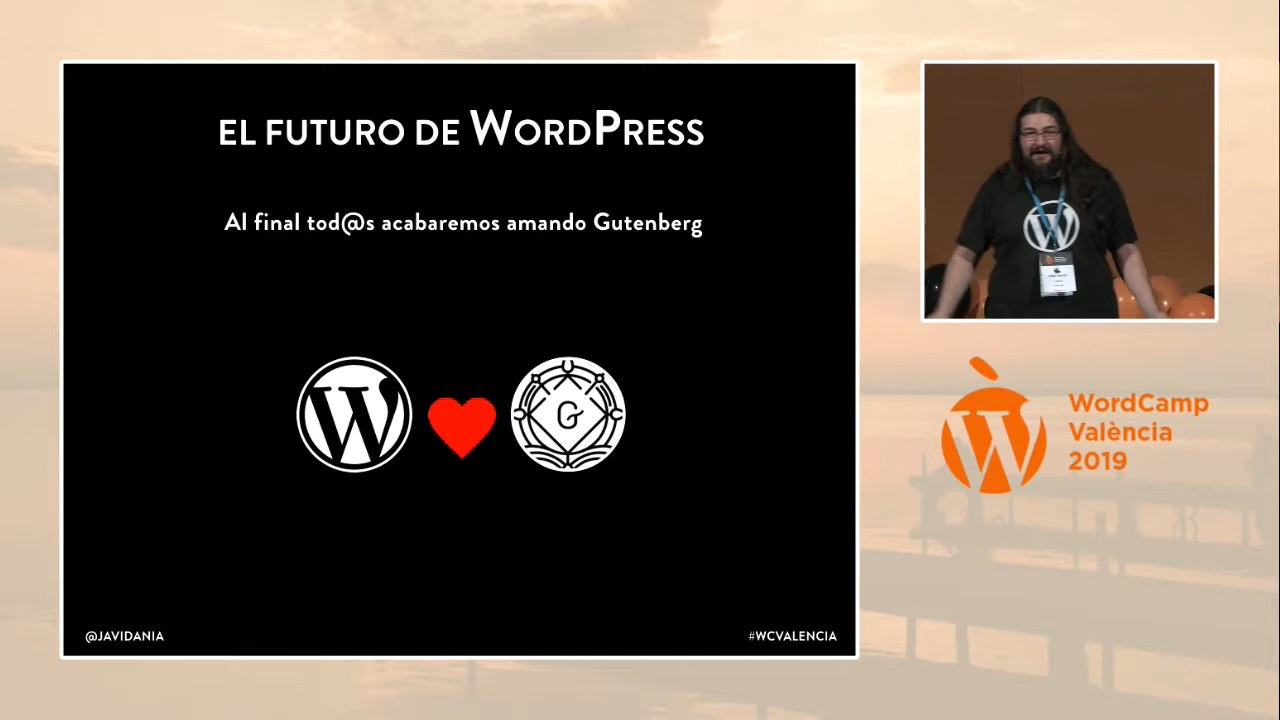 EL FUTURO DE WORDPRESS
Al final tod@s acabaremos amando Gutenberg
@JAVIDANIA
#WCVALENCIA
WordCamp
València
2019